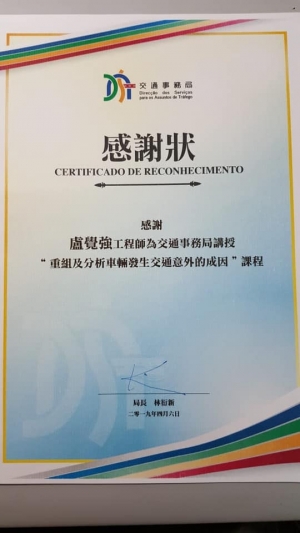 交通事務局
Direcção dos Serviços
para os Assuntos de Tráfego
感謝狀
CERTIFICADO DE RECONHECIMENTO
感謝
盧覺強工程師為交通事務局講授
“重組及分析車輛發生交通意外的成因”課程
局長 林衍新
二零一九年四月六日